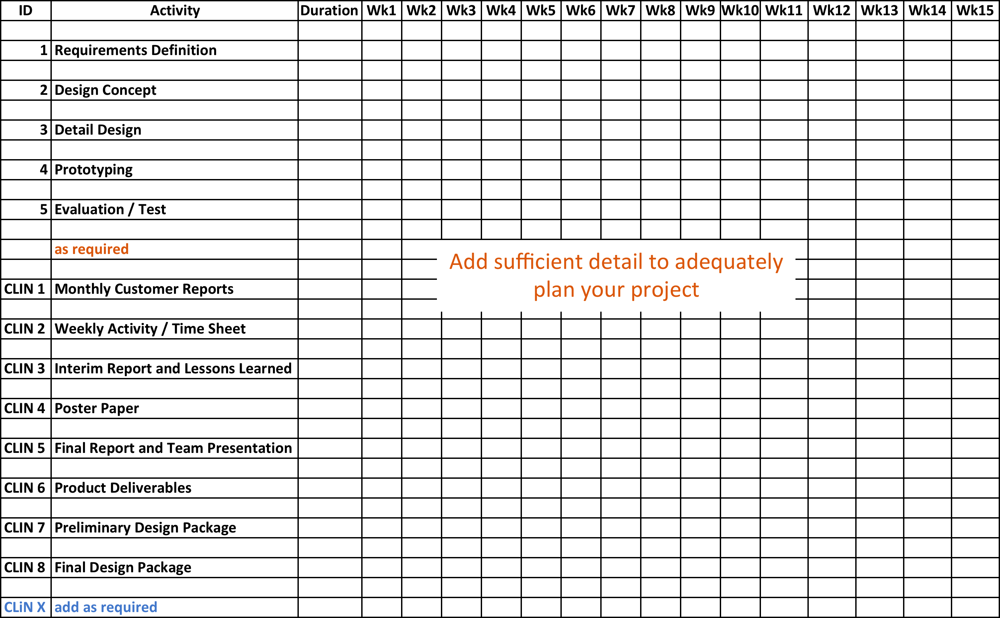 ID Activity Duration Wk1 Wk2 Wk3 Wk4 Wk5 Wk6 Wk7 Wk8 Wk9 Wk10 Wk11 Wk12 Wk13 Wk14 Wk15
1 Requirements Definition
2 Design Concept
3 Detail Design
4 Prototyping
5 Evaluation / Test
as required
Add sufficient detail to adequately
plan your project
CLIN 1 Monthly Customer Reports
CLIN 2 Weekly Activity / Time Sheet
CLIN 3 Interim Report and Lessons Learned
CLIN 4 Poster Paper
CLIN 5 Final Report and Team Presentation
CLIN 6 Product Deliverables
CLIN 7 Preliminary Design Package
CLIN 8 Final Design Package
CLiN X add as required